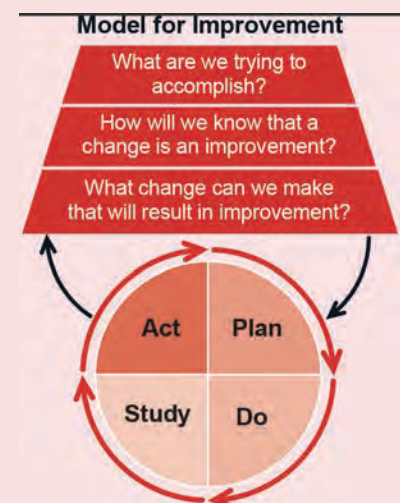 Model for Improvement
What are we trying to
accomplish?
How will we know that a
change is an improvement?
What change can we make
that will result in improvement?
Act
Plan
Study
Do